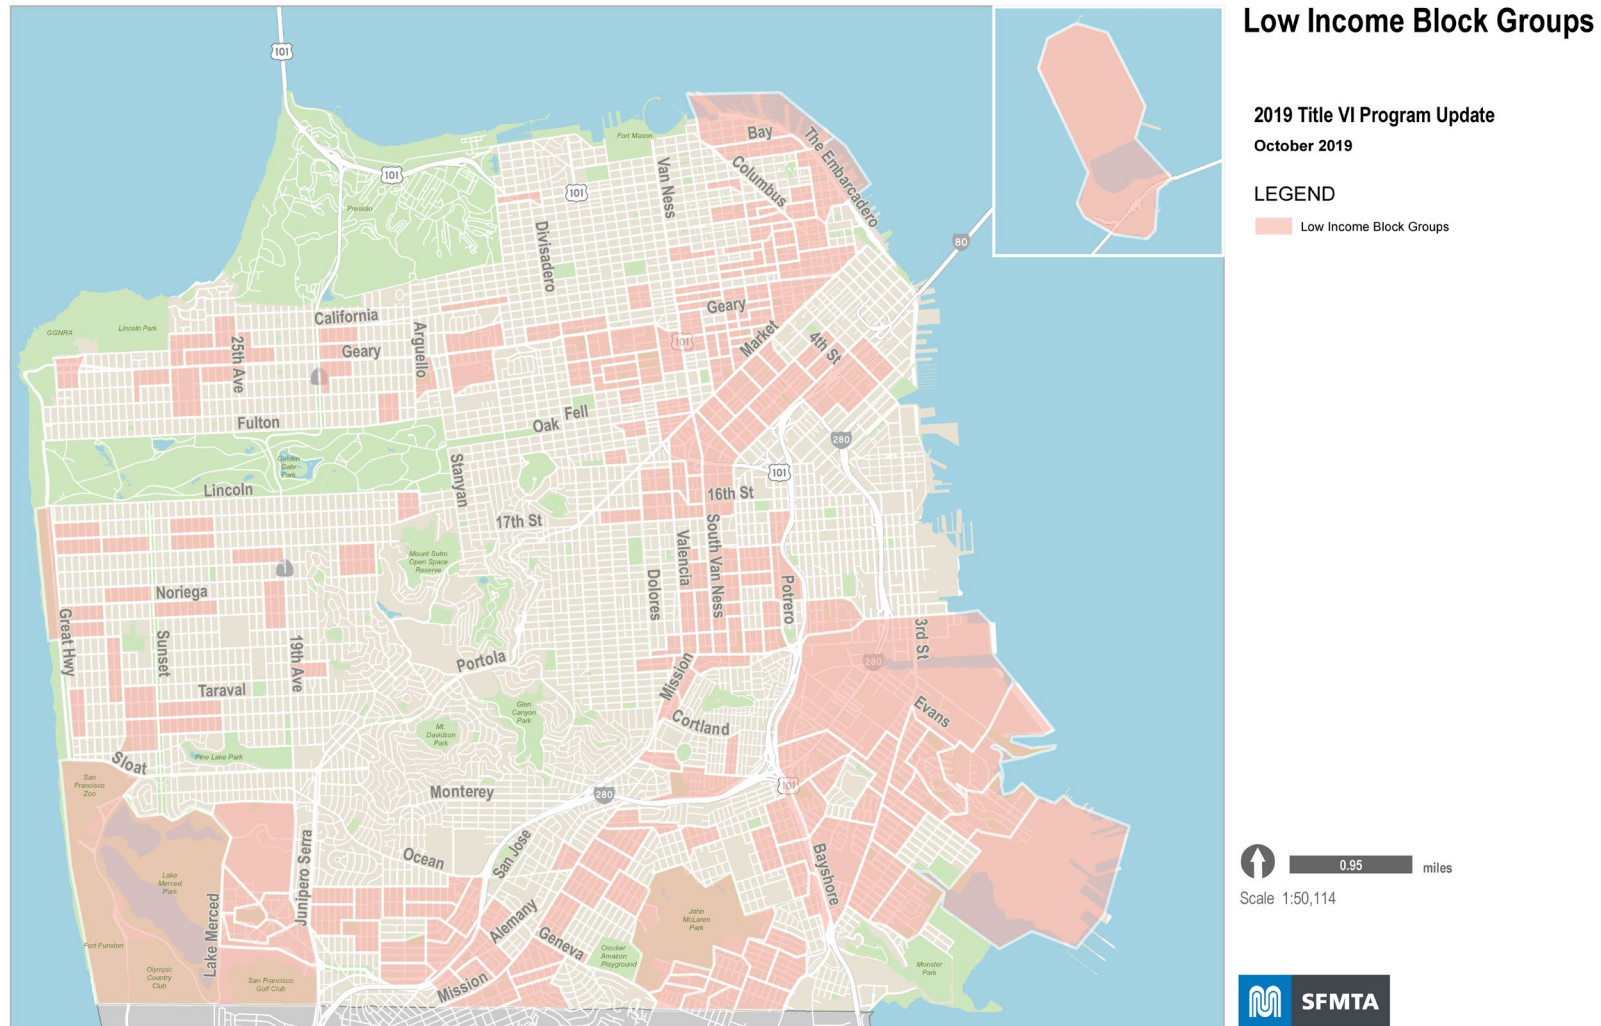 Low Income Block Groups
2019 Title VI Program Update
October 2019
LEGEND
Low Income Block Groups
101
Fort Mason
Bay
The Embarcadero
Van Ness
Columbus
101
101
Presidio
Divisadero
80
GGNRA
Lincoln Park
California
25th Ave
Geary
Arguello
Geary
Market
4th St
101
1
Fulton
Oak
Fell
280
Golden
Gate
Park
101
Lincoln
Stanyan
16th St
17th St
Mount Sutro
Open Space
Reserve
Valencia
South Van Ness
1
Dolores
Potrero
Noriega
Great Hwy
Sunset
19th Ave
3rd St
Portola
280
Mission
Taraval
Glen
Canyon
Park
Evans
Cortland
Mt.
Davidson
Park
Sloat
Pine Lake Park
San
Francisco
Zoo
Monterey
280
101
Ocean
San Jose
Junipero Serra
Bayshore
Lake
Merced
Park
Lake Merced
John
McLaren
Park
Alemany
Geneva
Fort Funston
Crocker
Amazon
Playground
Olympic
Country
Club
San Francisco
Golf Club
Mission
Monster
Park
0.95
miles
Scale 1:50,114
SFMTA